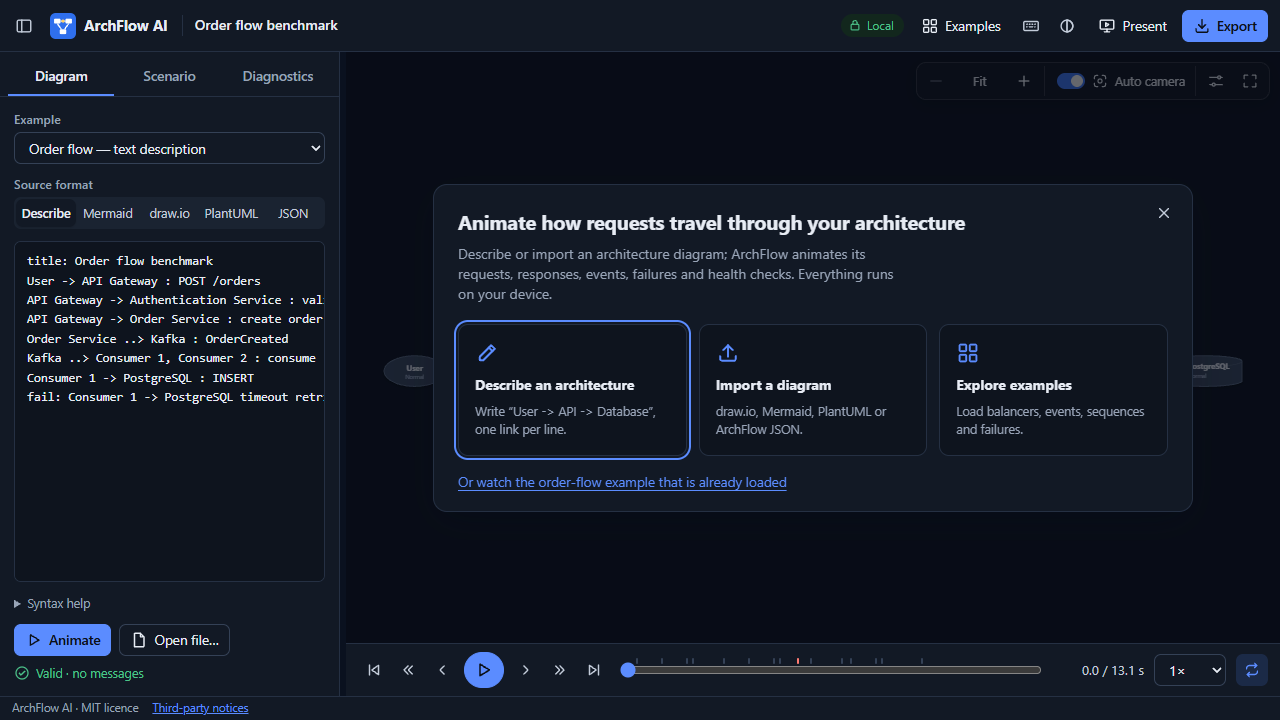 ArchFlow AI
Order flow benchmark
Local
Examples
Present
Export
Diagram
Scenario
Diagnostics
Fit
Auto camera
Example
Order flow — text description
Source format
Describe
Mermaid
draw.io
PlantUML
JSON
title: Order flow benchmark
User -> API Gateway : POST /orders
API Gateway -> Authentication Service : val
API Gateway -> Order Service : create order
Order Service ..> Kafka : OrderCreated
Kafka ..> Consumer 1, Consumer 2 : consume
Consumer 1 -> PostgreSQL : INSERT
fail: Consumer 1 -> PostgreSQL timeout retr
Animate how requests travel through your architecture
Describe or import an architecture diagram; ArchFlow animates its
requests, responses, events, failures and health checks. Everything runs
on your device.
User
Normal
Describe an architecture
Write “User -> API -> Database”,
one link per line.
Import a diagram
draw.io, Mermaid, PlantUML or
ArchFlow JSON.
Explore examples
Load balancers, events, sequences
and failures.
Or watch the order-flow example that is already loaded
Syntax help
Animate
Open file...
Valid · no messages
0.0 / 13.1 s
1×
ArchFlow AI · MIT licence
Third-party notices